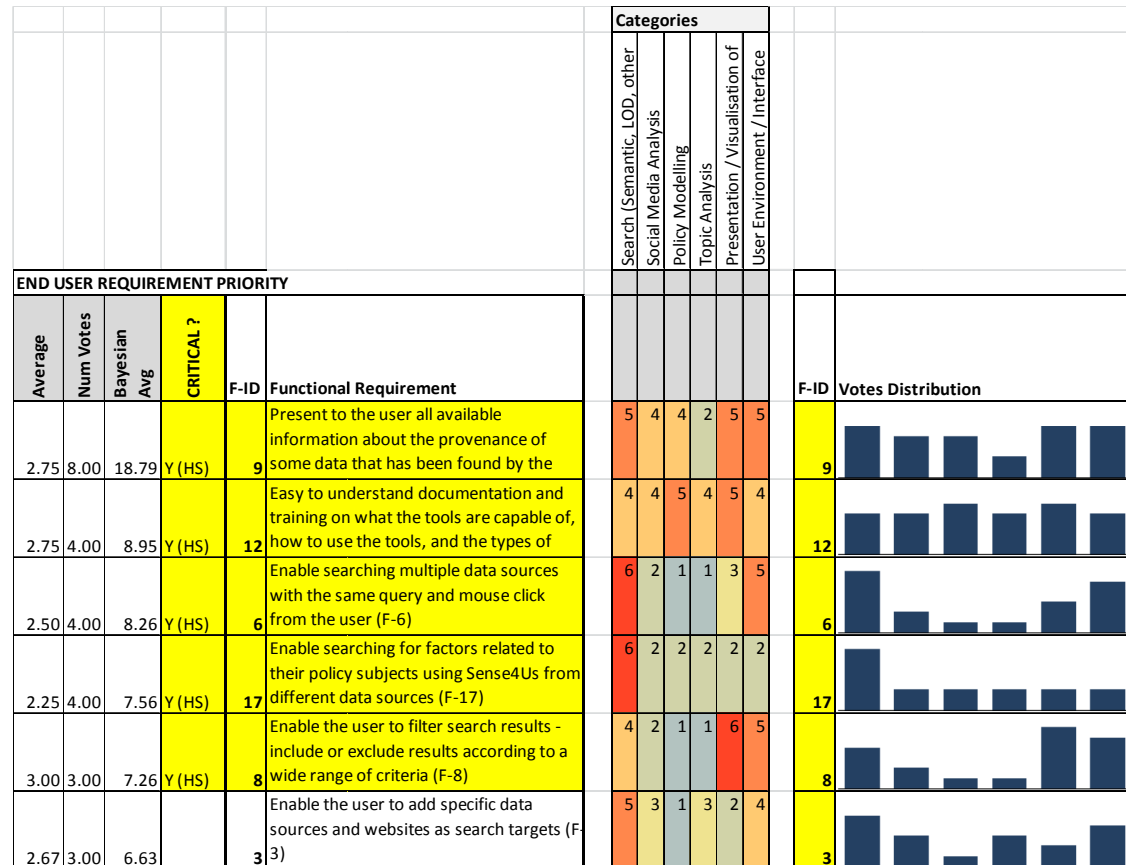 Categories
Search (Semantic, LOD, other
Social Media Analysis
Policy Modelling
Topic Analysis
Presentation / Visualisation of
User Environment / Interface
END USER REQUIREMENT PRIORITY
Average
Num Votes
Bayesian
Avg
CRITICAL ?
F-ID
Functional Requirement
F-ID
Votes Distribution
Present to the user all available
information about the provenance of
some data that has been found by the
2.75 8.00 18.79 Y (HS) 9
5 4 4 2 5 5
9
Easy to understand documentation and
training on what the tools are capable of,
how to use the tools, and the types of
2.75 4.00 8.95 Y (HS) 12
4 4 5 4 5 4
12
Enable searching multiple data sources
with the same query and mouse click
from the user (F-6)
2.50 4.00 8.26 Y (HS) 6
6 2 1 1 3 5
6
Enable searching for factors related to
their policy subjects using Sense4Us from
different data sources (F-17)
2.25 4.00 7.56 Y (HS) 17
6 2 2 2 2 2
17
Enable the user to filter search results -
include or exclude results according to a
wide range of criteria (F-8)
3.00 3.00 7.26 Y (HS) 8
4 2 1 1 6 5
8
Enable the user to add specific data
sources and websites as search targets (F-
3)
2.67 3.00 6.63 3
5 3 1 3 2 4
3